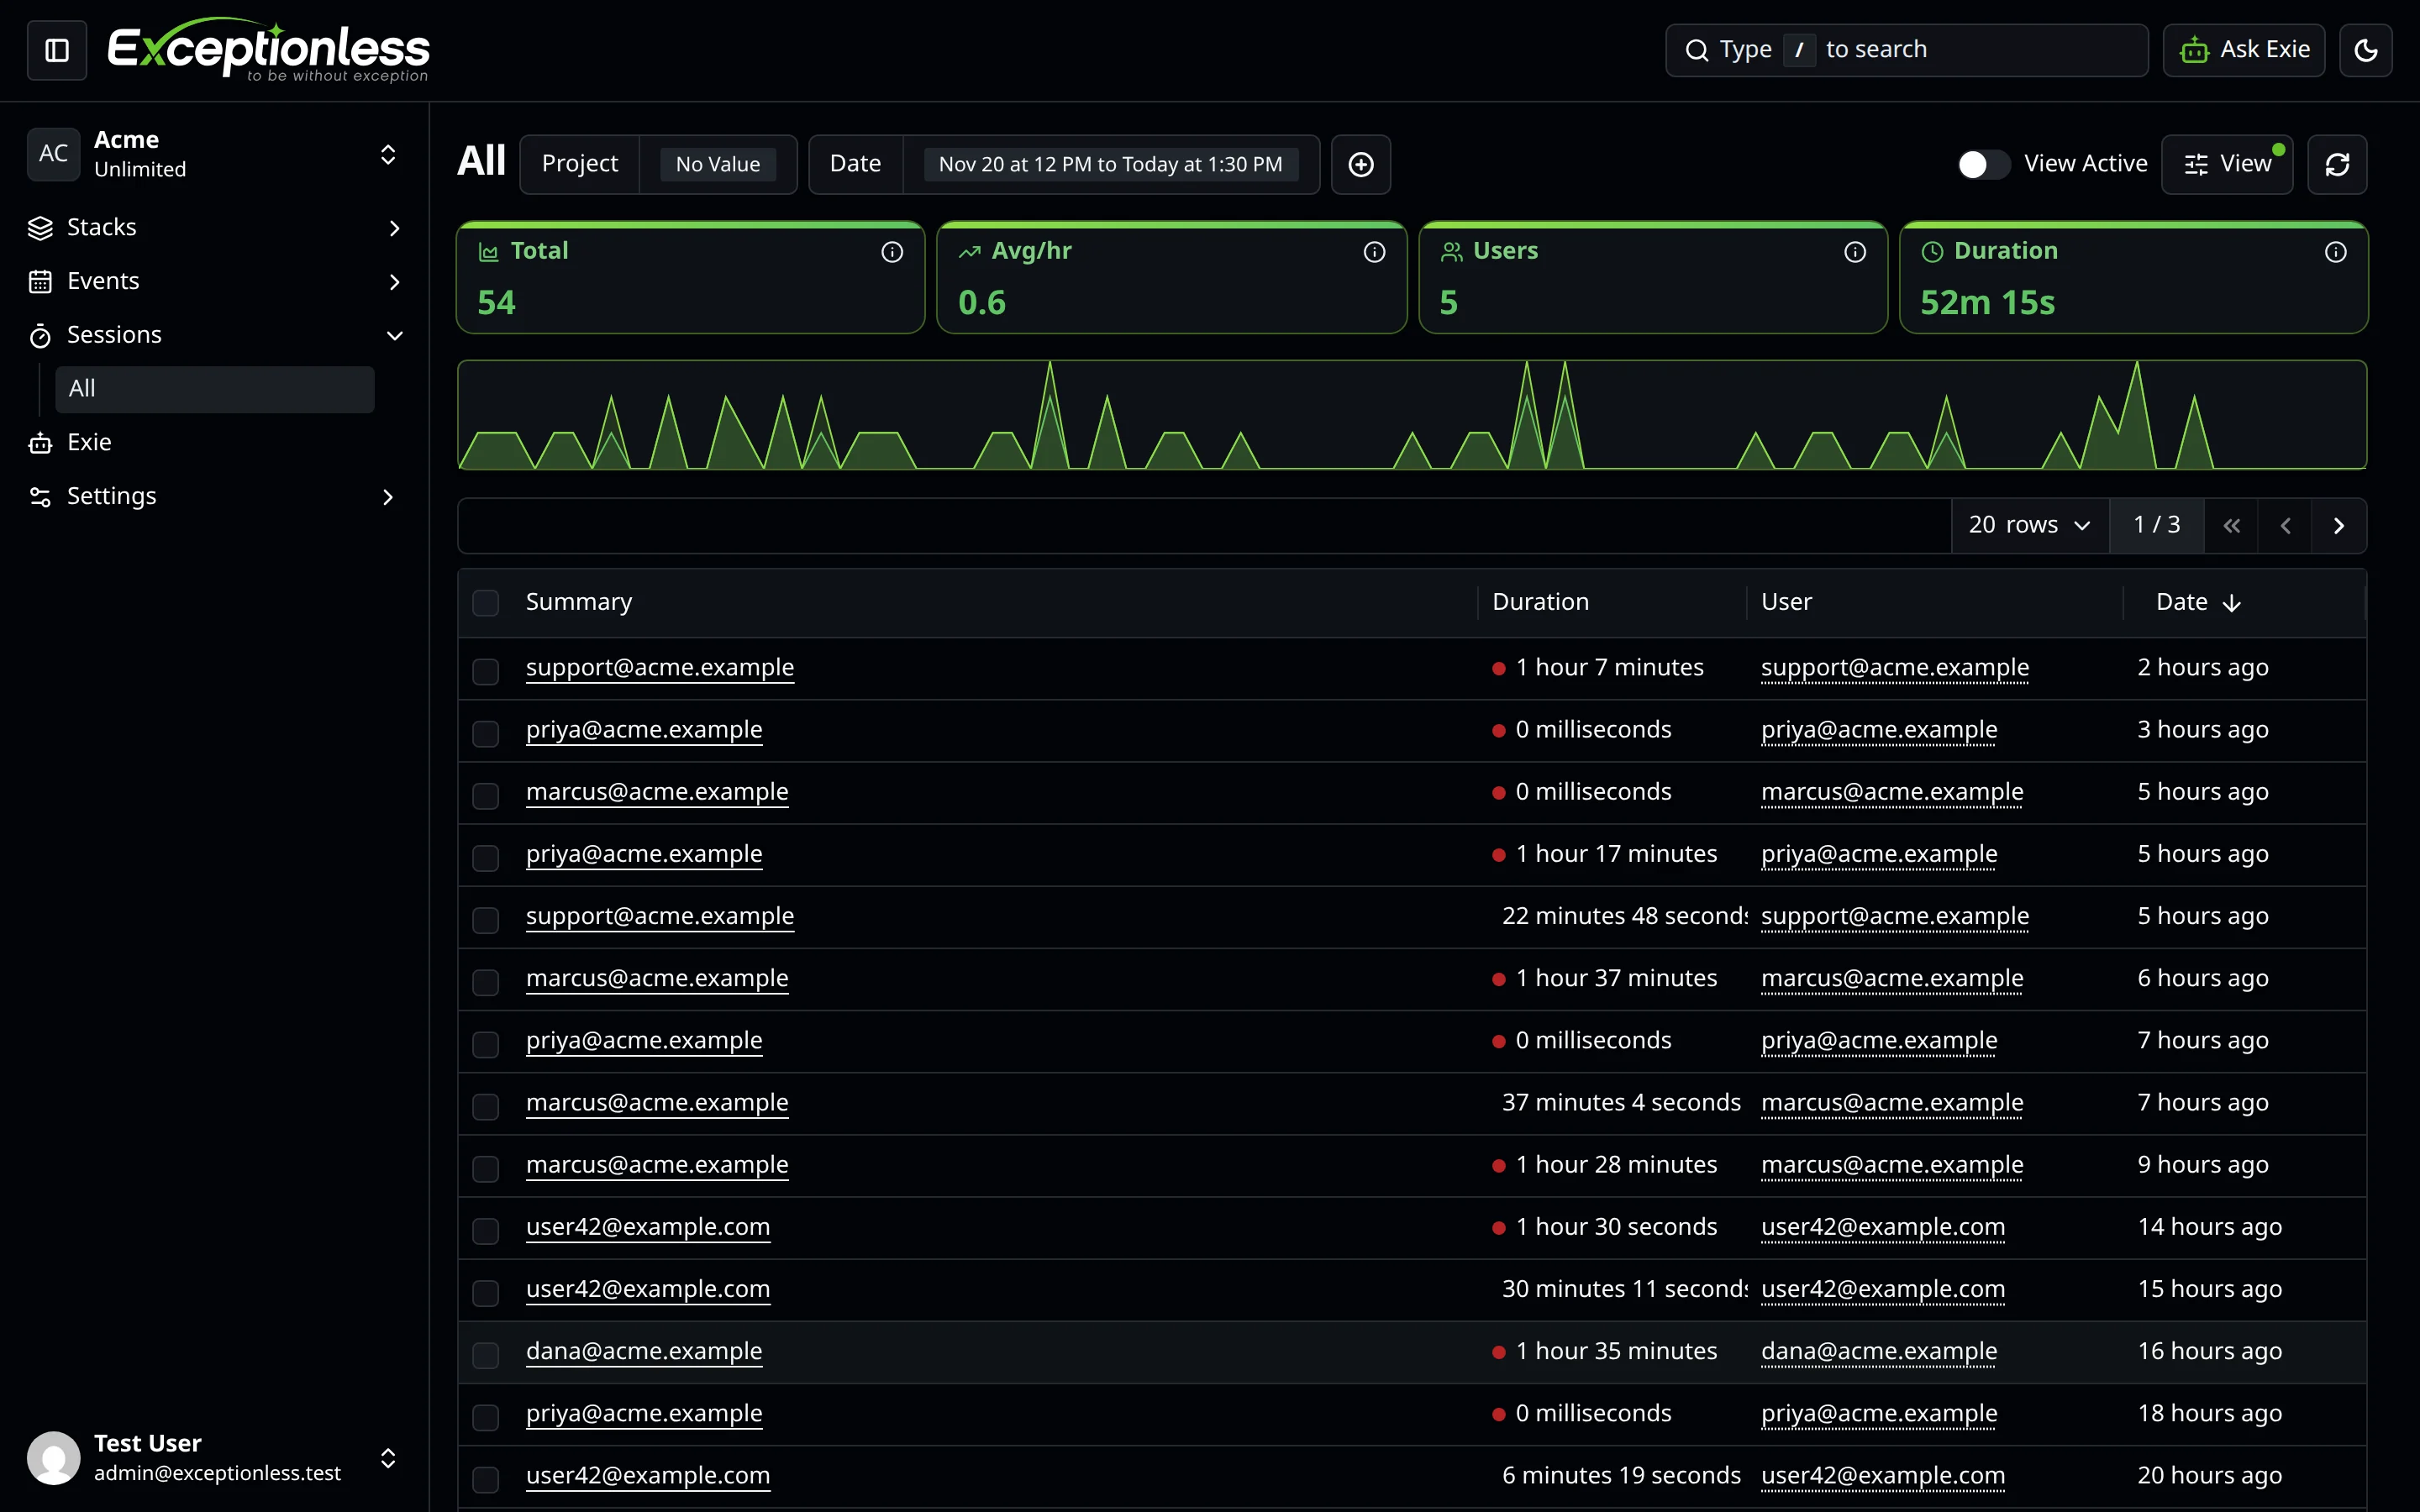 Exceptionless
to be without exception
Type / to search
Ask Exie
AC
Acme
Unlimited
Stacks
Events
Sessions
All
Exie
Settings
Test User
admin@exceptionless.test
All
Project No Value
Date Nov 20 at 12 PM to Today at 1:30 PM
View Active
View
Total
54
Avg/hr
0.6
Users
5
Duration
52m 15s
20 rows
1 / 3
Summary Duration User Date
support@acme.example 1 hour 7 minutes support@acme.example 2 hours ago
priya@acme.example 0 milliseconds priya@acme.example 3 hours ago
marcus@acme.example 0 milliseconds marcus@acme.example 5 hours ago
priya@acme.example 1 hour 17 minutes priya@acme.example 5 hours ago
support@acme.example 22 minutes 48 seconds support@acme.example 5 hours ago
marcus@acme.example 1 hour 37 minutes marcus@acme.example 6 hours ago
priya@acme.example 0 milliseconds priya@acme.example 7 hours ago
marcus@acme.example 37 minutes 4 seconds marcus@acme.example 7 hours ago
marcus@acme.example 1 hour 28 minutes marcus@acme.example 9 hours ago
user42@example.com 1 hour 30 seconds user42@example.com 14 hours ago
user42@example.com 30 minutes 11 seconds user42@example.com 15 hours ago
dana@acme.example 1 hour 35 minutes dana@acme.example 16 hours ago
priya@acme.example 0 milliseconds priya@acme.example 18 hours ago
user42@example.com 6 minutes 19 seconds user42@example.com 20 hours ago